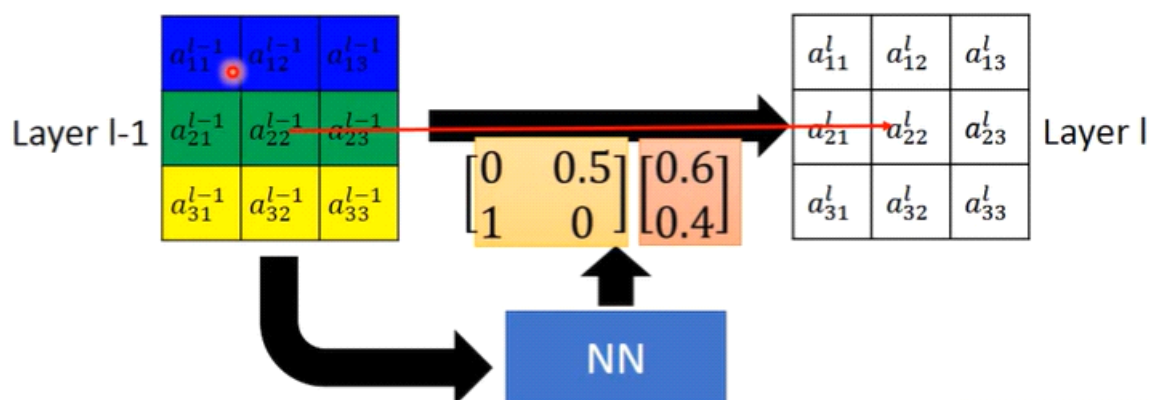 a_{11}^{l-1} a_{12}^{l-1} a_{13}^{l-1} a_{11}^{l} a_{12}^{l} a_{13}^{l}
Layer l-1 a_{21}^{l-1} a_{22}^{l-1} a_{23}^{l-1} a_{21}^{l} a_{22}^{l} a_{23}^{l} Layer l
[0 0.5] [0.6]
[1 0] [0.4]
a_{31}^{l-1} a_{32}^{l-1} a_{33}^{l-1} a_{31}^{l} a_{32}^{l} a_{33}^{l}
NN